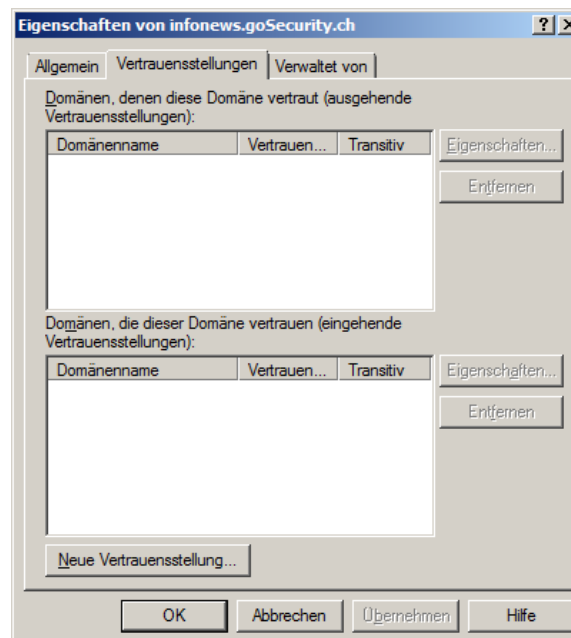 Eigenschaften von infonews.goSecurity.ch
Allgemein Vertrauensstellungen Verwaltet von
Domänen, denen diese Domäne vertraut (ausgehende
Vertrauensstellungen):
Domänenname Vertrauen... Transitiv Eigenschaften...
Entfernen
Domänen, die dieser Domäne vertrauen (eingehende
Vertrauensstellungen):
Domänenname Vertrauen... Transitiv Eigenschaften...
Entfernen
Neue Vertrauensstellung...
OK Abbrechen Übernehmen Hilfe